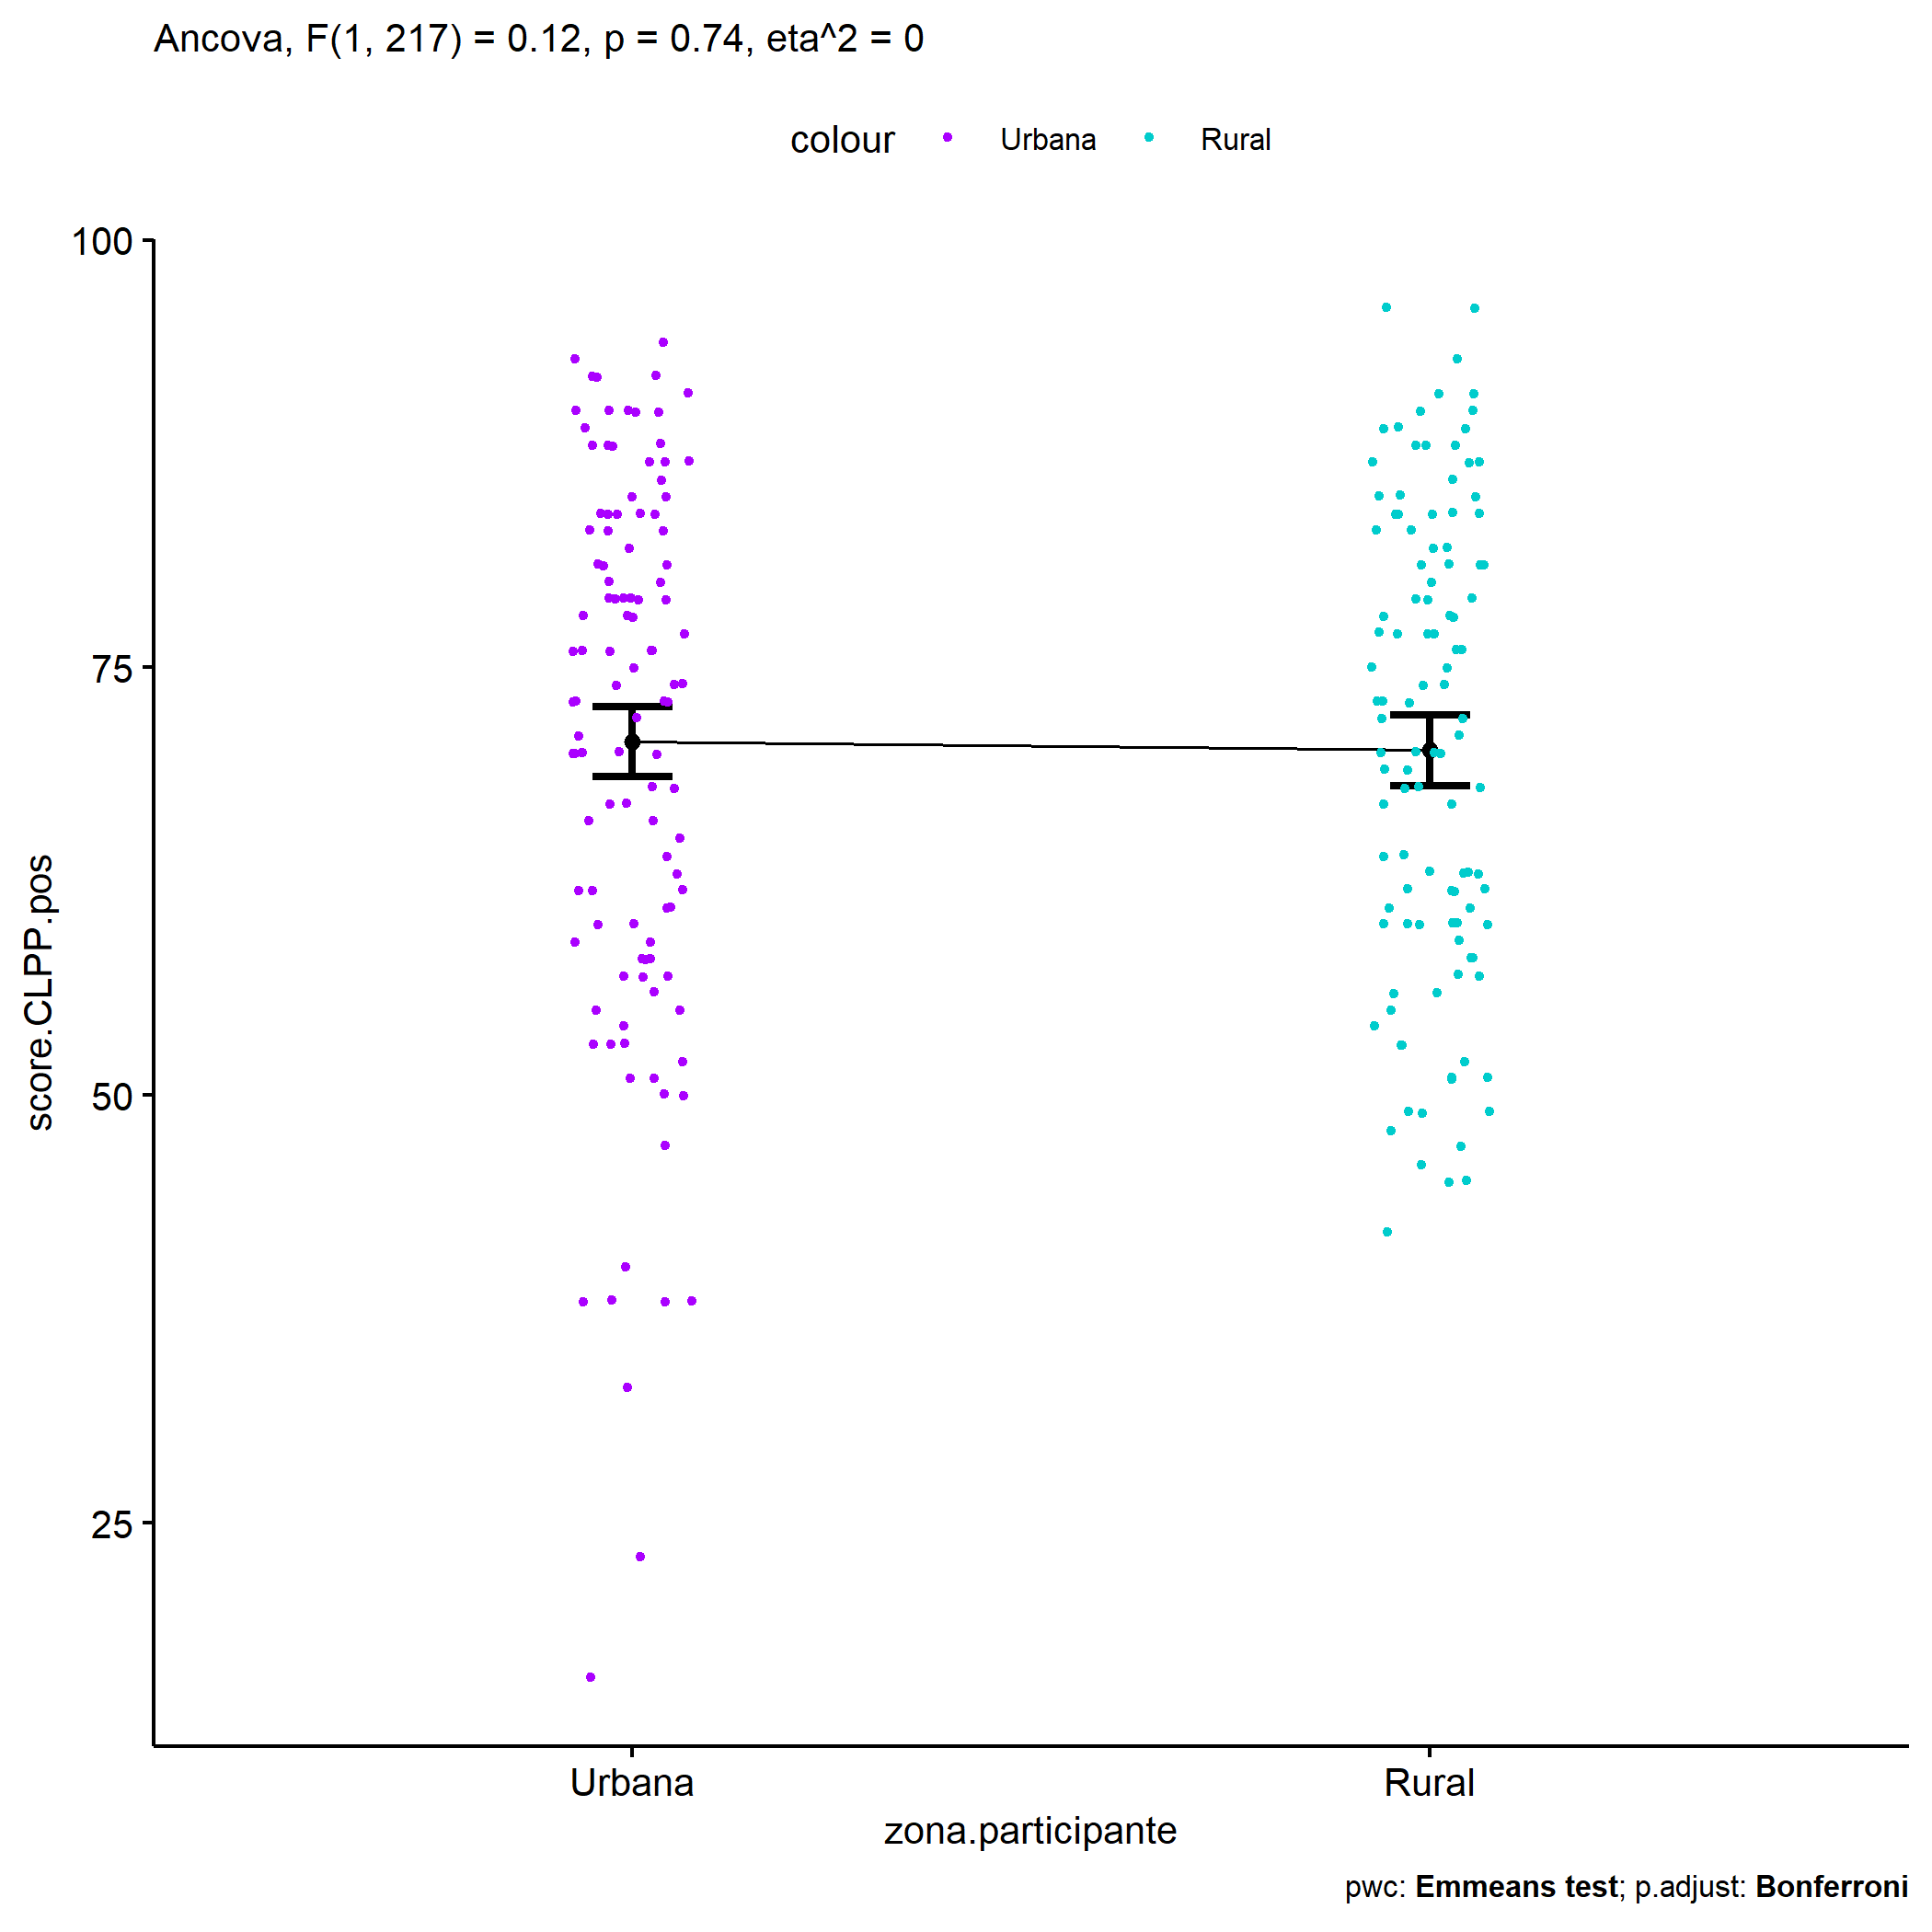 Ancova, F(1, 217) = 0.12, p = 0.74, eta^2 = 0
colour Urbana Rural
100
75
50
25
score.CLPP.pos
Urbana Rural
zona.participante
pwc: Emmeans test; p.adjust: Bonferroni